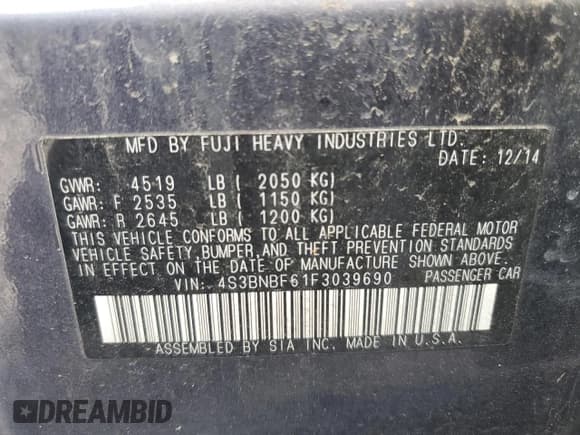 MFD BY FUJI HEAVY INDUSTRIES LTD.
DATE: 12/14
GVWR: 4519 LB ( 2050 KG)
GAWR: F 2535 LB ( 1150 KG)
GAWR: R 2645 LB ( 1200 KG)
THIS VEHICLE CONFORMS TO ALL APPLICABLE FEDERAL MOTOR
VEHICLE SAFETY, BUMPER, AND THEFT PREVENTION STANDARDS
IN EFFECT ON THE DATE OF MANUFACTURE SHOWN ABOVE.
VIN: 4S3BNBF61F3039690 PASSENGER CAR
ASSEMBLED BY SIA INC. MADE IN U.S.A.
DREAMBID